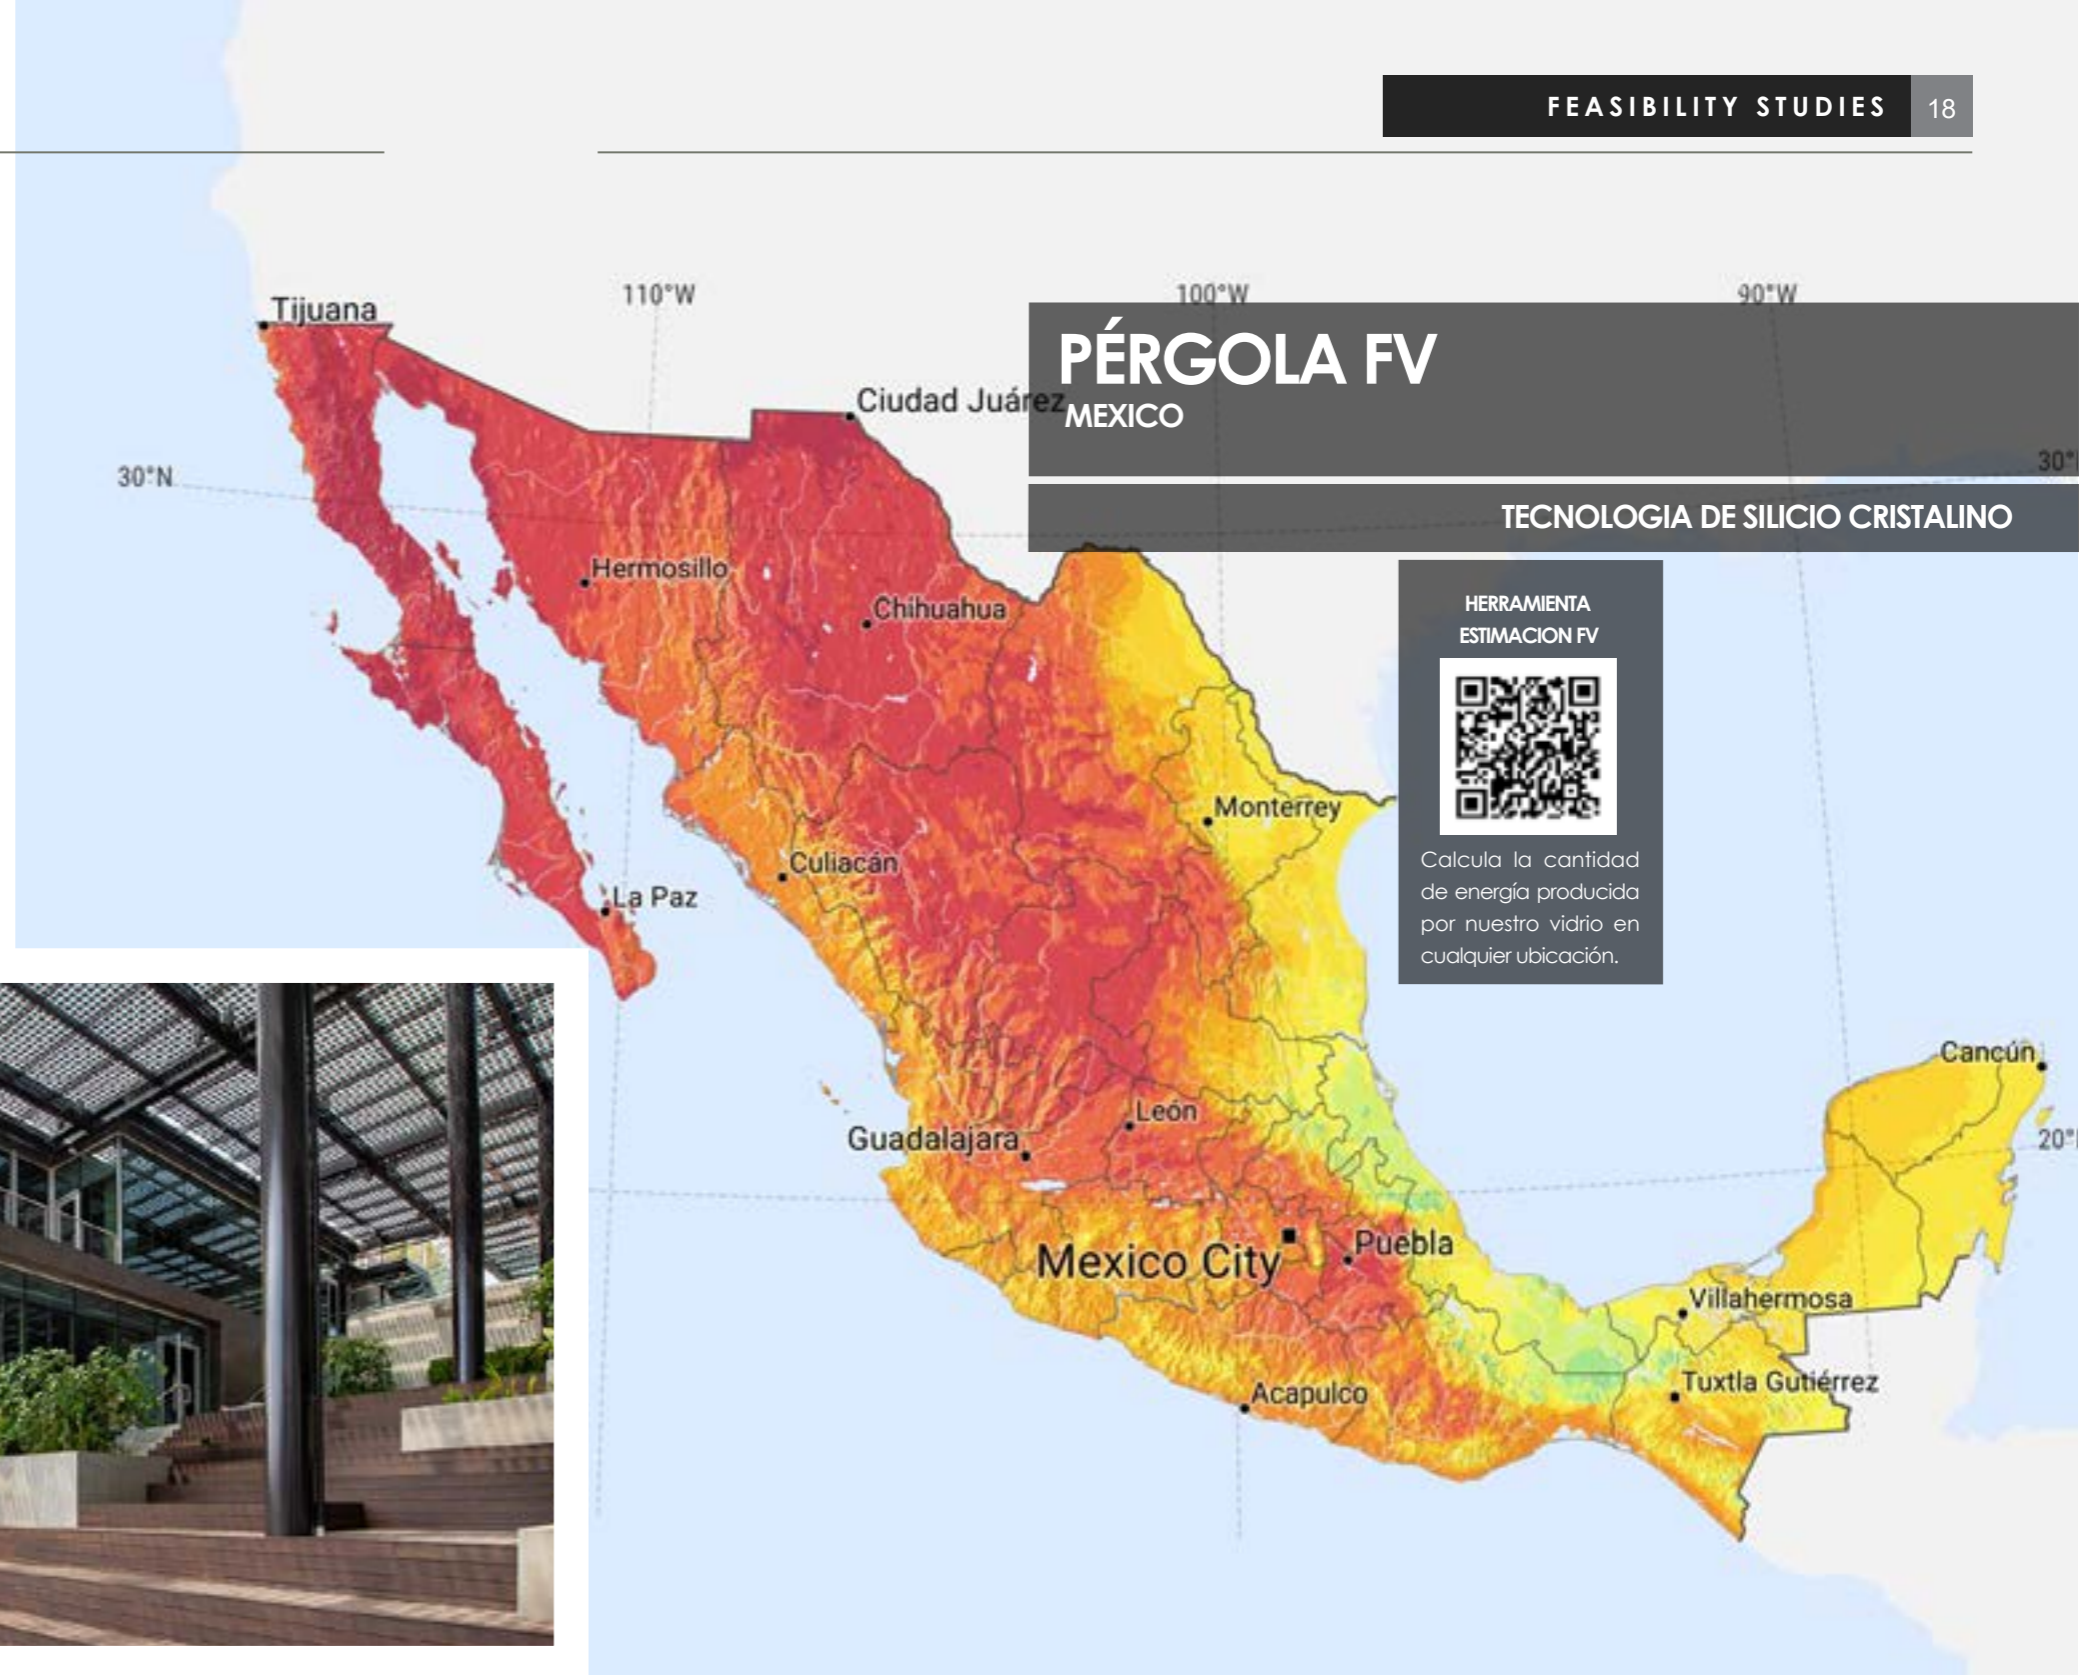 FEASIBILITY STUDIES 18
110°W 100°W 90°W
Tijuana
PÉRGOLA FV
Ciudad Juárez
MEXICO
30°N
30°
TECNOLOGIA DE SILICIO CRISTALINO
Hermosillo
Chihuahua
HERRAMIENTA
ESTIMACION FV
Monterrey
Culiacán
La Paz
Calcula la cantidad
de energía producida
por nuestro vidrio en
cualquier ubicación.
Cancún
León
Guadalajara
20°
Mexico City
Puebla
Villahermosa
Tuxtla Gutiérrez
Acapulco